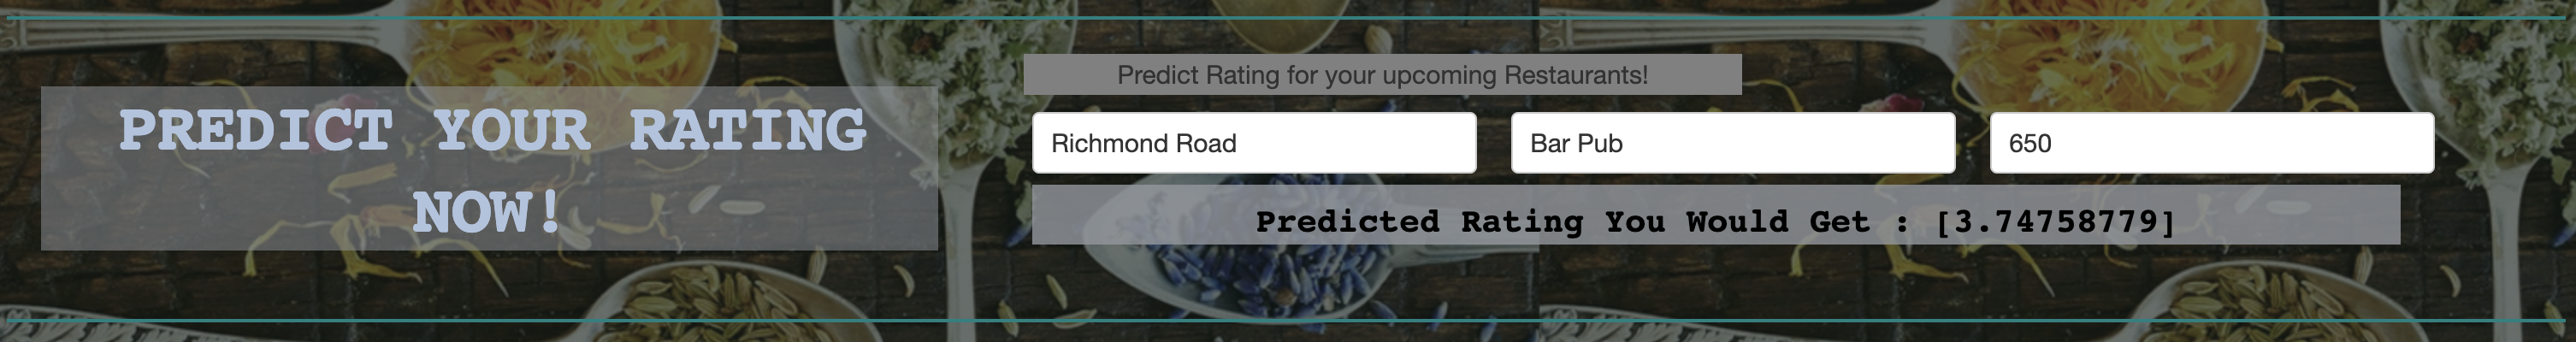 PREDICT YOUR RATING
NOW!
Predict Rating for your upcoming Restaurants!
Richmond Road
Bar Pub
650
Predicted Rating You Would Get : [3.74758779]